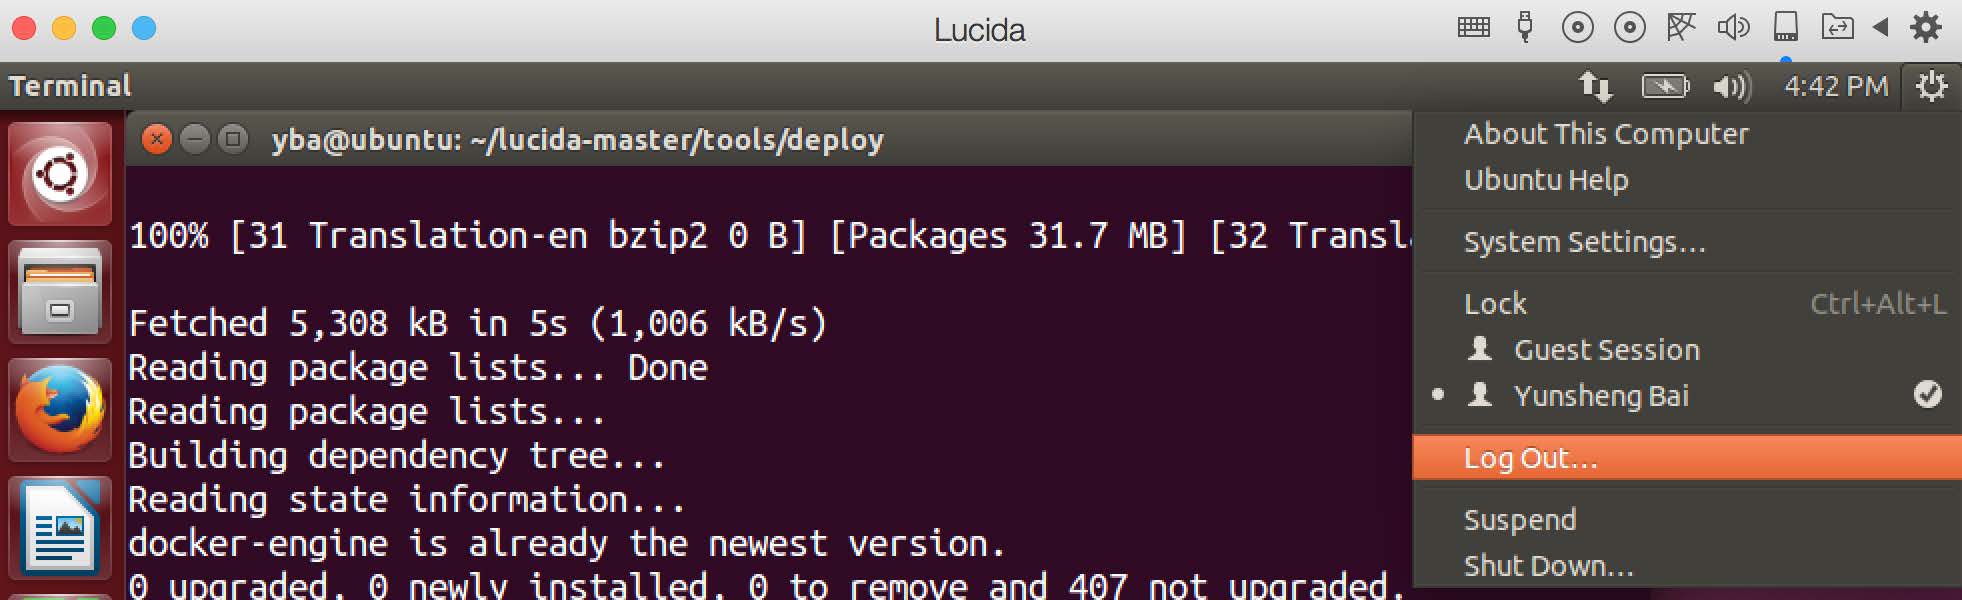 Lucida
Terminal
4:42 PM
yba@ubuntu: ~/lucida-master/tools/deploy
100% [31 Translation-en bzip2 0 B] [Packages 31.7 MB] [32
Fetched 5,308 kB in 5s (1,006 kB/s)
Reading package lists... Done
Reading package lists...
Building dependency tree...
Reading state information...
docker-engine is already the newest version.
0 upgraded, 0 newly installed, 0 to remove and 407 not upgraded.
About This Computer
Ubuntu Help
System Settings...
Lock Ctrl+Alt+L
Guest Session
Yunsheng Bai
Log Out...
Suspend
Shut Down...